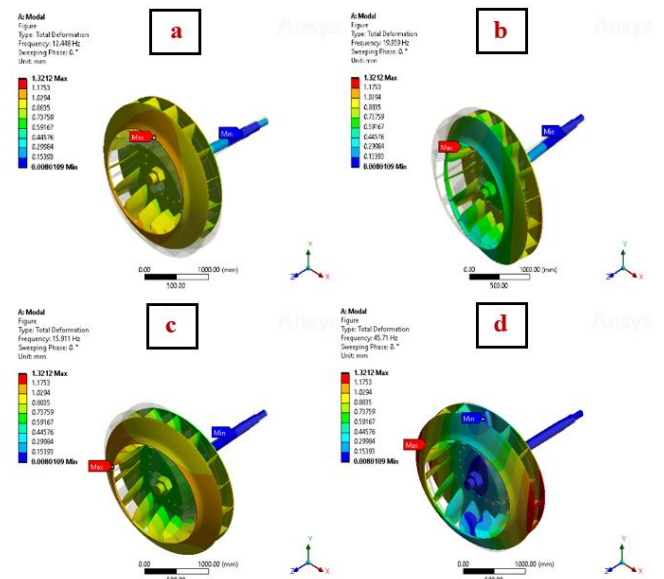 A: Modal
Figure
Type: Total Deformation
Frequency: 12.448 Hz
Sweeping Phase: 0. °
Unit: mm
a
Ansys
1.3212 Max
1.1753
1.0294
0.8835
0.73759
0.59167
0.44576
0.29984
0.15393
0.0080109 Min
Max
Min
0.00
1000.00 (mm)
500.00
Y
Z
X
A: Modal
Figure
Type: Total Deformation
Sweeping Phase: 0. °
Unit: mm
b
Ansys
1.3212 Max
1.1753
1.0294
0.8835
0.73759
0.59167
0.44576
0.29984
0.15393
0.0080109 Min
Max
Min
0.00
1000.00 (mm)
500.00
Y
Z
X
A: Modal
Figure
Type: Total Deformation
Frequency: 15.911 Hz
Sweeping Phase: 0. °
Unit: mm
c
Ansys
1.3212 Max
1.1753
1.0294
0.8835
0.73759
0.59167
0.44576
0.29984
0.15393
0.0080109 Min
Max
Min
0.00
1000.00 (mm)
Y
Z
X
A: Modal
Figure
Type: Total Deformation
Frequency: 45.71 Hz
Sweeping Phase: 0. °
Unit: mm
d
Ansys
1.3212 Max
1.1753
1.0294
0.8835
0.73759
0.59167
0.44576
0.29984
0.15393
0.0080109 Min
Max
Min
0.00
1000.00 (mm)
Y
Z
X